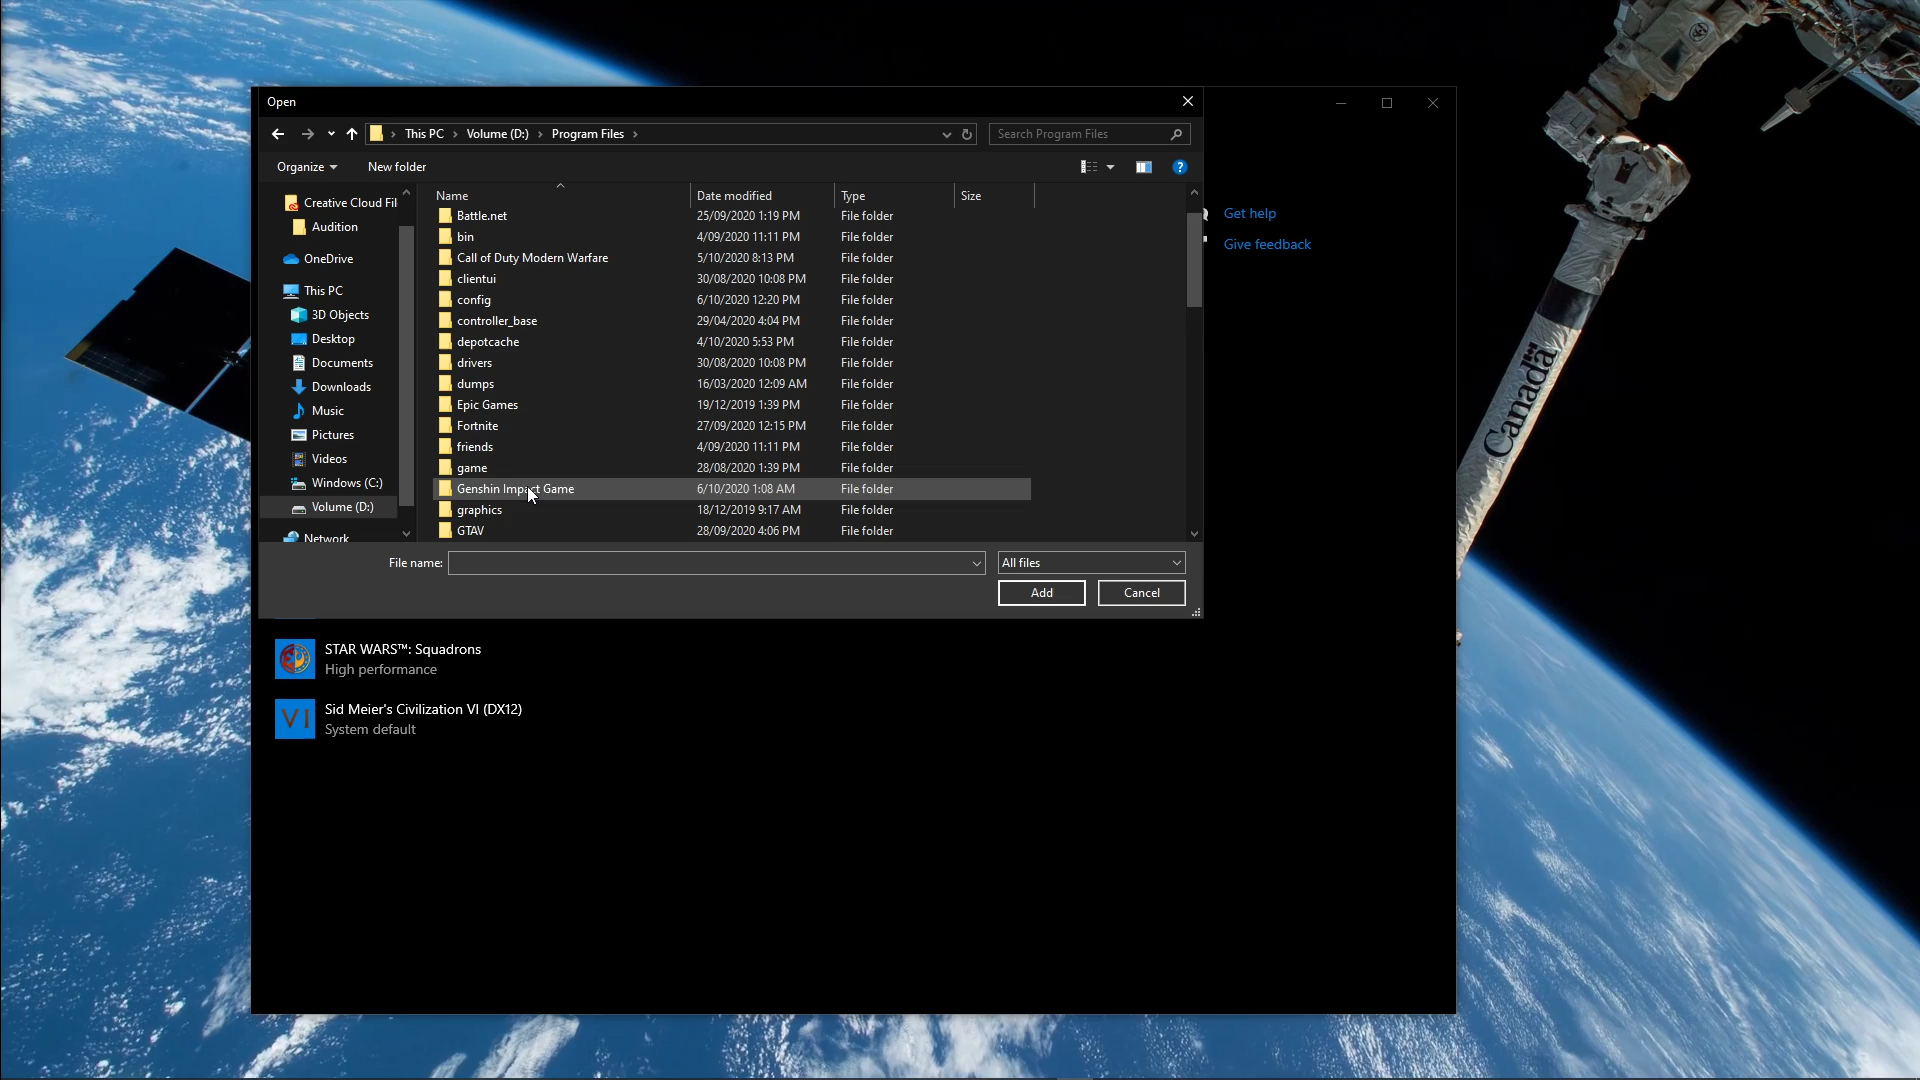 Open
This PC > Volume (D:) > Program Files >
Search Program Files
Organize
New folder
?
Name
Date modified
Type
Size
Creative Cloud Fil
Audition
OneDrive
This PC
3D Objects
Desktop
Documents
Downloads
Music
Pictures
Videos
Windows (C:)
Volume (D:)
Network
Battle.net 25/09/2020 1:19 PM File folder
bin 4/09/2020 11:11 PM File folder
Call of Duty Modern Warfare 5/10/2020 8:13 PM File folder
clientui 30/08/2020 10:08 PM File folder
config 6/10/2020 12:20 PM File folder
controller_base 29/04/2020 4:04 PM File folder
depotcache 4/10/2020 5:53 PM File folder
drivers 30/08/2020 10:08 PM File folder
dumps 16/03/2020 12:09 AM File folder
Epic Games 19/12/2019 1:39 PM File folder
Fortnite 27/09/2020 12:15 PM File folder
friends 4/09/2020 11:11 PM File folder
game 28/08/2020 1:39 PM File folder
Genshin Impact Game 6/10/2020 1:08 AM File folder
graphics 18/12/2019 9:17 AM File folder
GTAV 28/09/2020 4:06 PM File folder
File name:
All files
Add
Cancel
Get help
Give feedback
STAR WARS™: Squadrons
High performance
VI
Sid Meier's Civilization VI (DX12)
System default
Canada